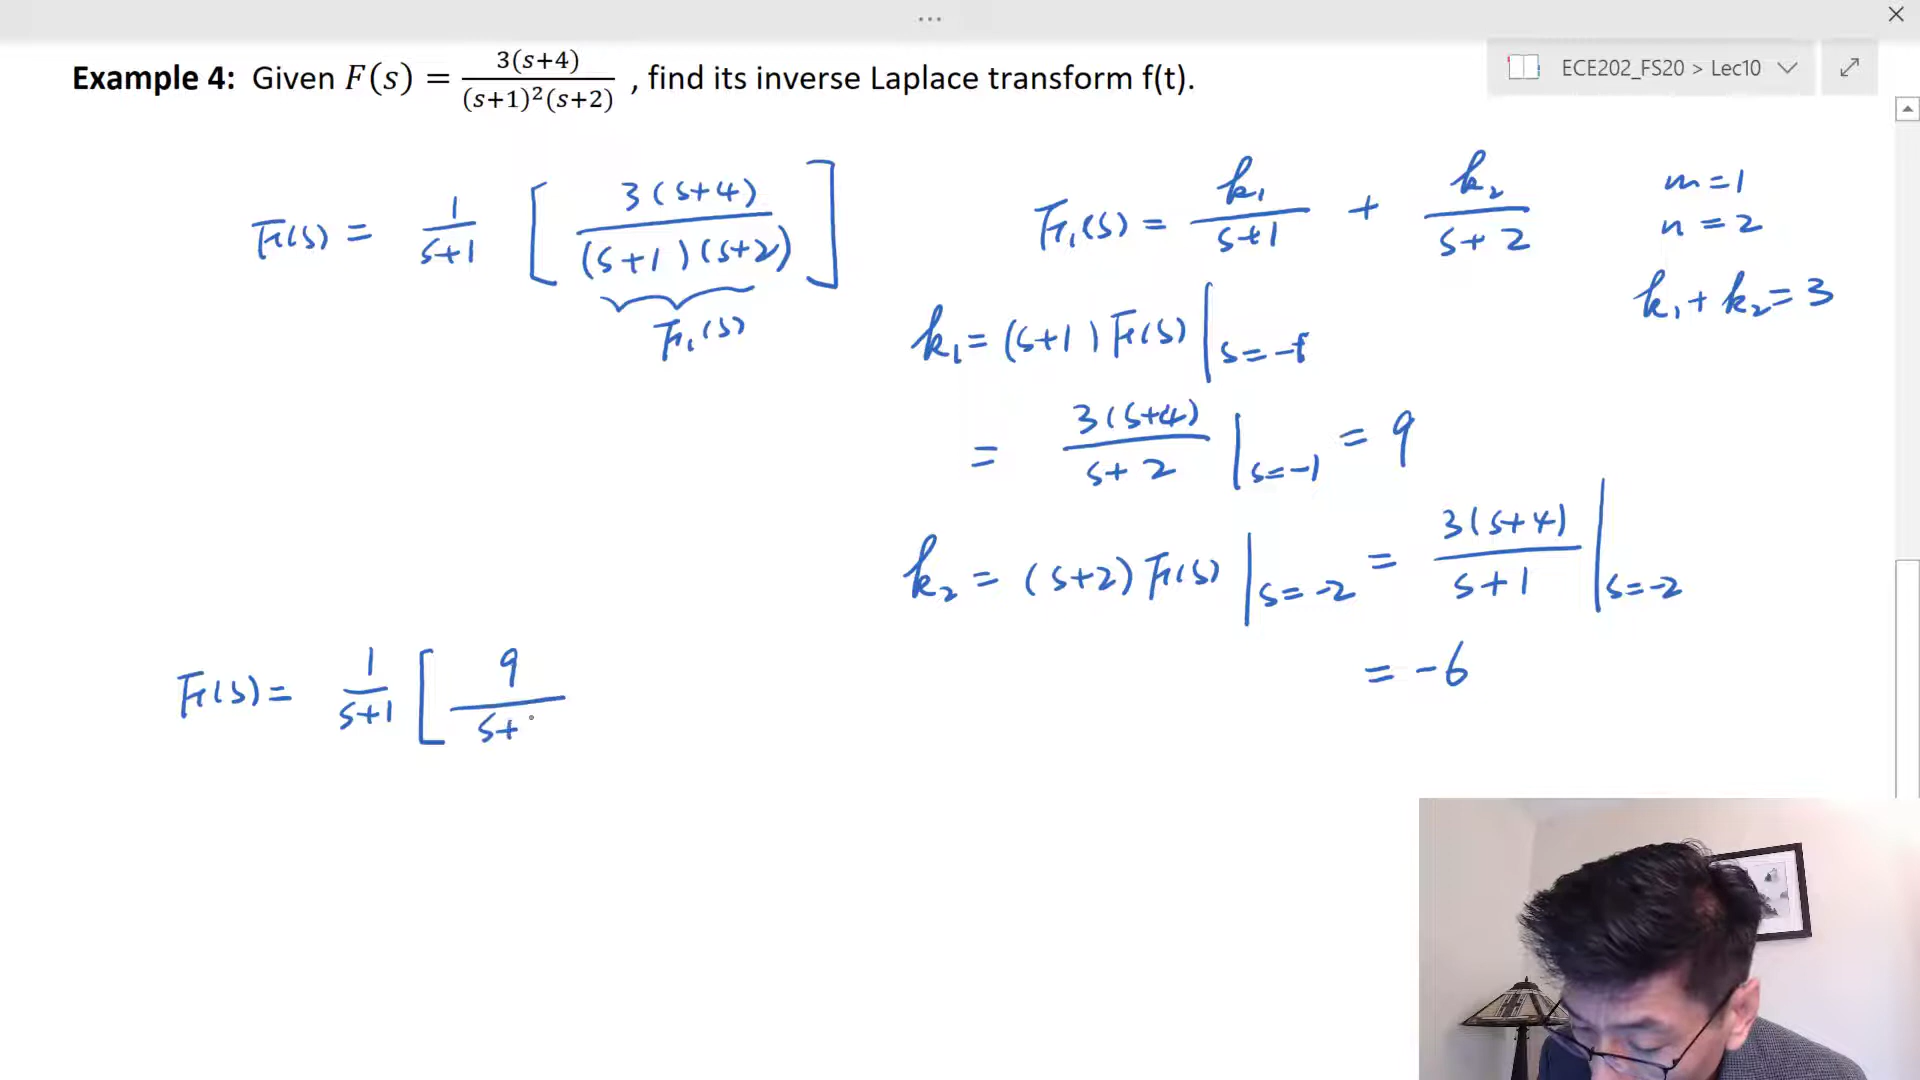 ...
Example 4: Given F(s) = 3(s+4)/((s+1)²(s+2)) , find its inverse Laplace transform f(t).
ECE202_FS20 > Lec10
F(s) = 1/(s+1) [ 3(s+4)/((s+1)(s+2)) ]
F₁(s)
F₁(s) = k₁/(s+1) + k₂/(s+2)
m=1
n=2
k₁+k₂=3
k₁= (s+1) F(s) |s=-1
= 3(s+4)/(s+2) |s=-1 = 9
k₂ = (s+2) F(s) |s=-2 = 3(s+4)/(s+1) |s=-2
= -6
F(s)= 1/(s+1) [ 9/(s+